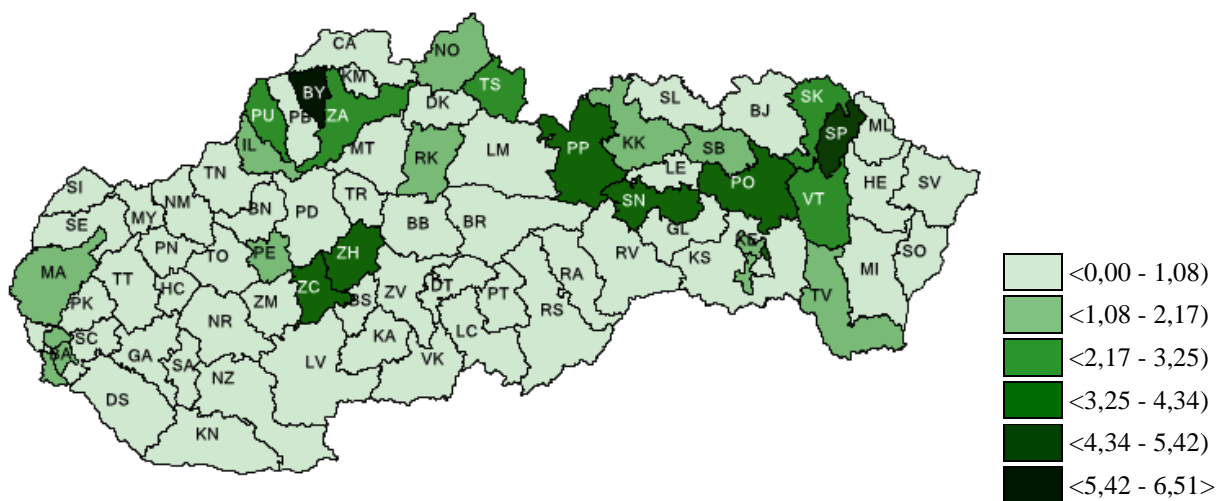 CA
NO
KM
TS
BY
DK
PU
PB
ZA
SL
BJ
SK
ML
SP
IL
MT
RK
LM
PP
KK
SB
LE
PO
HE
SV
TN
TR
SI
NM
BN
PD
SN
VT
SE
MY
BB
BR
GL
KE
PN
TO
PE
ZH
RV
KS
SO
MA
TT
HC
ZC
RA
MI
PK
ZM
BS
ZV
DT
PT
TV
NR
RS
SC
BA
GA
SA
LV
KA
LC
VK
NZ
DS
KN
<0,00 - 1,08)
<1,08 - 2,17)
<2,17 - 3,25)
<3,25 - 4,34)
<4,34 - 5,42)
<5,42 - 6,51>